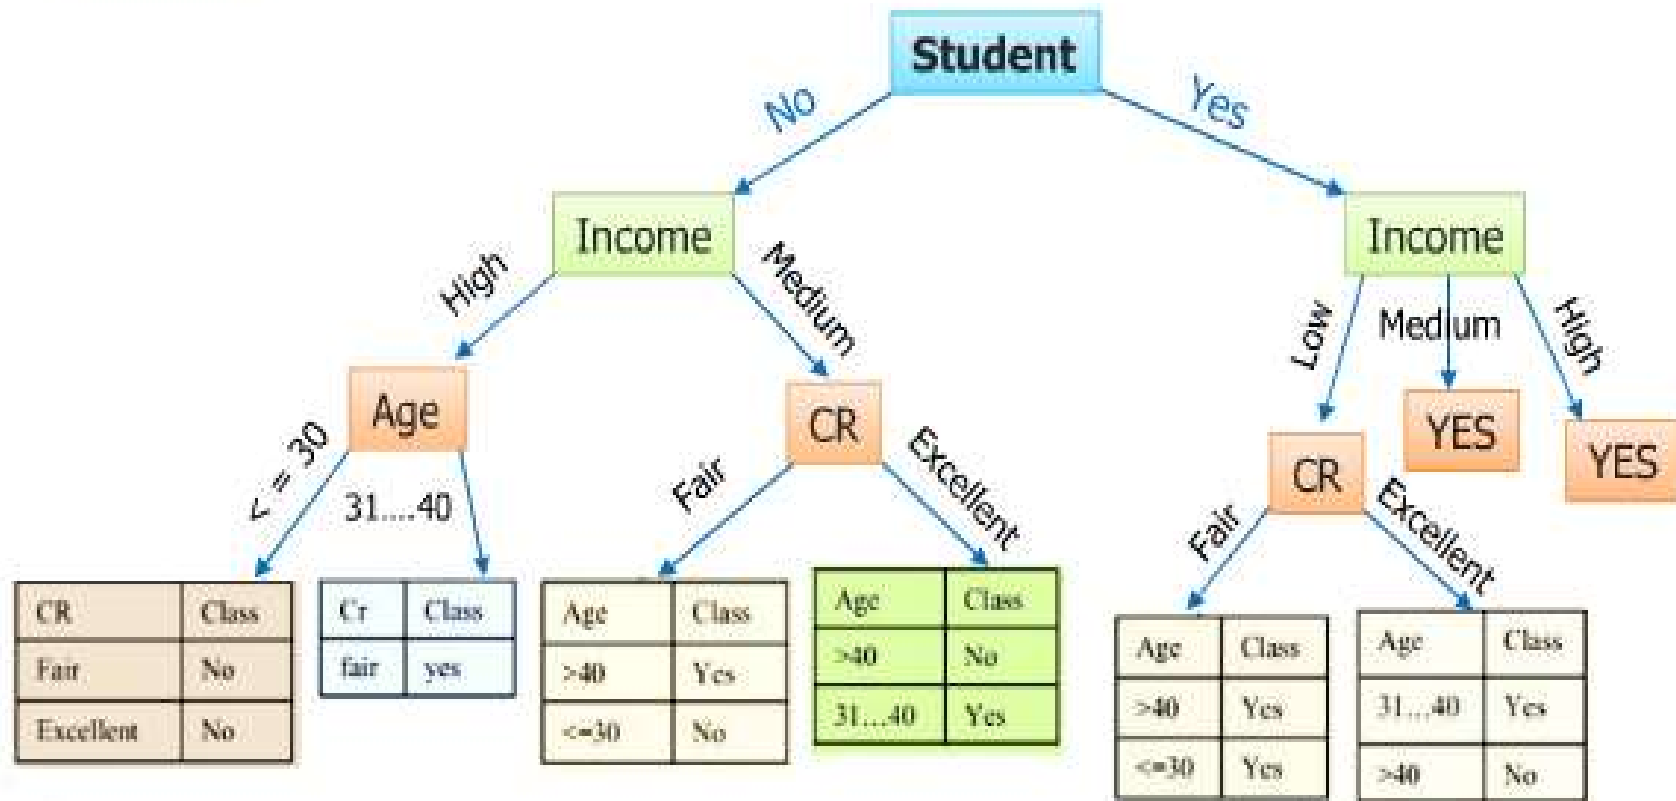 Student
No
Yes
Income
Income
High
Medium
Low
Medium
High
Age
CR
CR
YES
YES
< = 30
31....40
Fair
Excellent
Fair
Excellent
CR Class
Fair No
Excellent No
Cr Class
fair yes
Age Class
>40 Yes
<=30 No
Age Class
>40 No
31...40 Yes
Age Class
>40 Yes
<=30 Yes
Age Class
31...40 Yes
>40 No